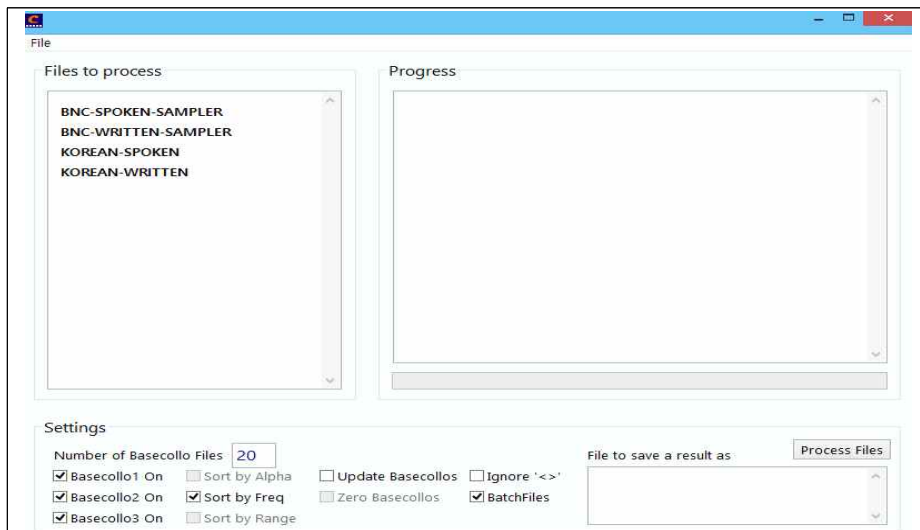 C
File
Files to process
Progress
BNC-SPOKEN-SAMPLER
BNC-WRITTEN-SAMPLER
KOREAN-SPOKEN
KOREAN-WRITTEN
Settings
Number of Basecollo Files 20
File to save a result as
Process Files
Basecollo1 On Sort by Alpha Update Basecollos Ignore '<>'
Basecollo2 On Sort by Freq Zero Basecollos BatchFiles
Basecollo3 On Sort by Range